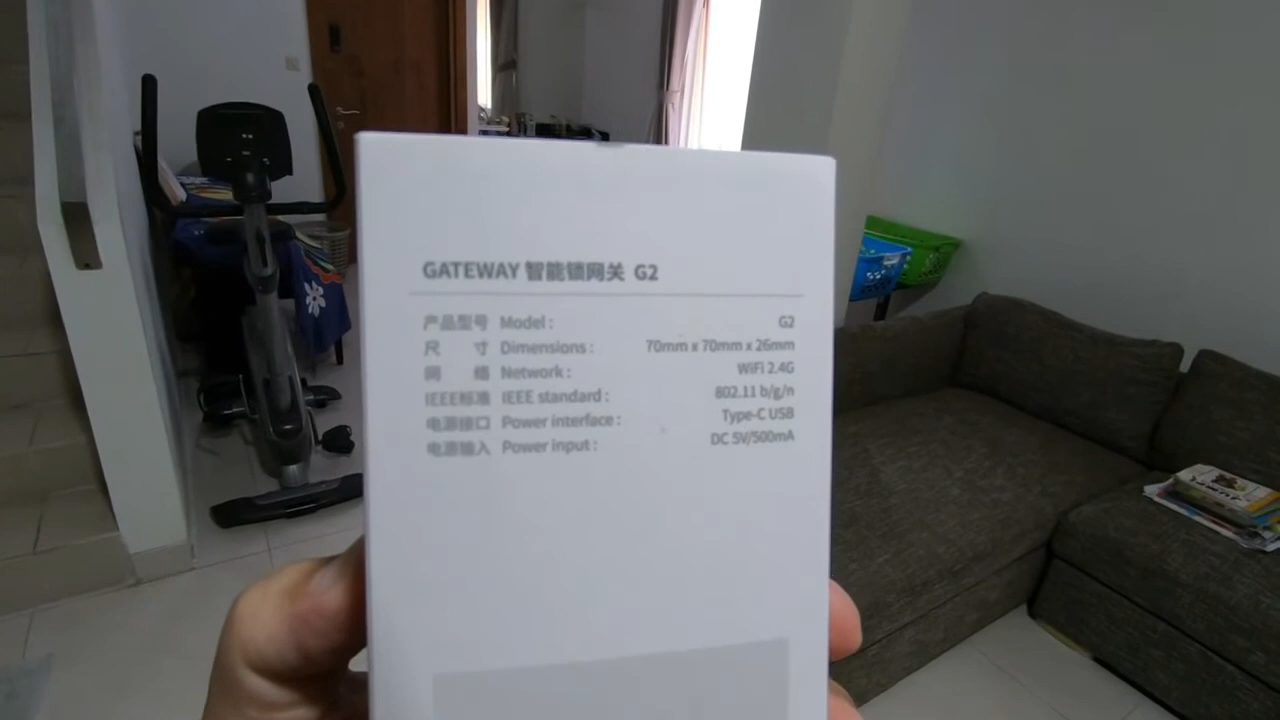 GATEWAY 智能锁网关 G2
产品型号 Model : G2
尺 寸 Dimensions : 70mm x 70mm x 26mm
网 络 Network : WiFi 2.4G
IEEE标准 IEEE standard : 802.11 b/g/n
电源接口 Power interface : Type-C USB
电源输入 Power input : DC 5V/500mA